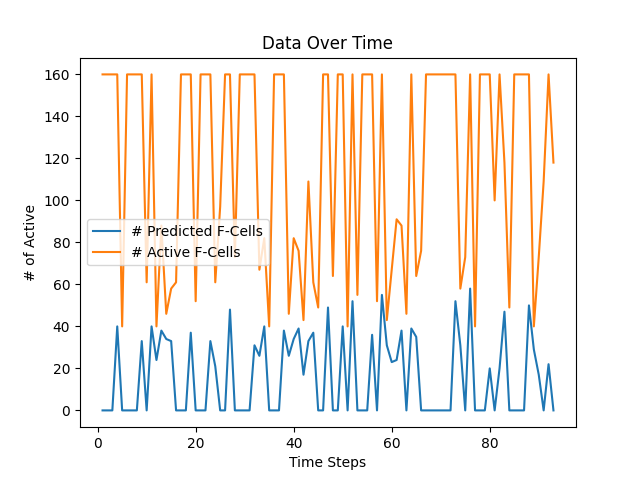 Data Over Time
160
140
120
100
80
60
40
20
0
# of Active
# Predicted F-Cells
# Active F-Cells
0 20 40 60 80
Time Steps